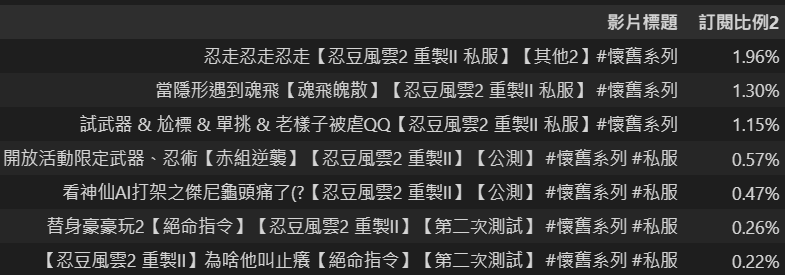 影片標題 訂閱比例2
忍走忍走忍走【忍豆風雲2 重製II 私服】【其他2】#懷舊系列 1.96%
當隱形遇到魂飛【魂飛魄散】【忍豆風雲2 重製II 私服】 #懷舊系列 1.30%
試武器 & 尬標 & 單挑 & 老樣子被虐QQ【忍豆風雲2 重製II 私服】#懷舊系列 1.15%
開放活動限定武器、忍術【赤組逆襲】【忍豆風雲2 重製II】【公測】 #懷舊系列 #私服 0.57%
看神仙AI打架之傑尼龜頭痛了(?【忍豆風雲2 重製II】【公測】 #懷舊系列 #私服 0.47%
替身豪豪玩2【絕命指令】【忍豆風雲2 重製II】【第二次測試】 #懷舊系列 #私服 0.26%
【忍豆風雲2 重製II】為啥他叫止癢【絕命指令】【第二次測試】 #懷舊系列 #私服 0.22%